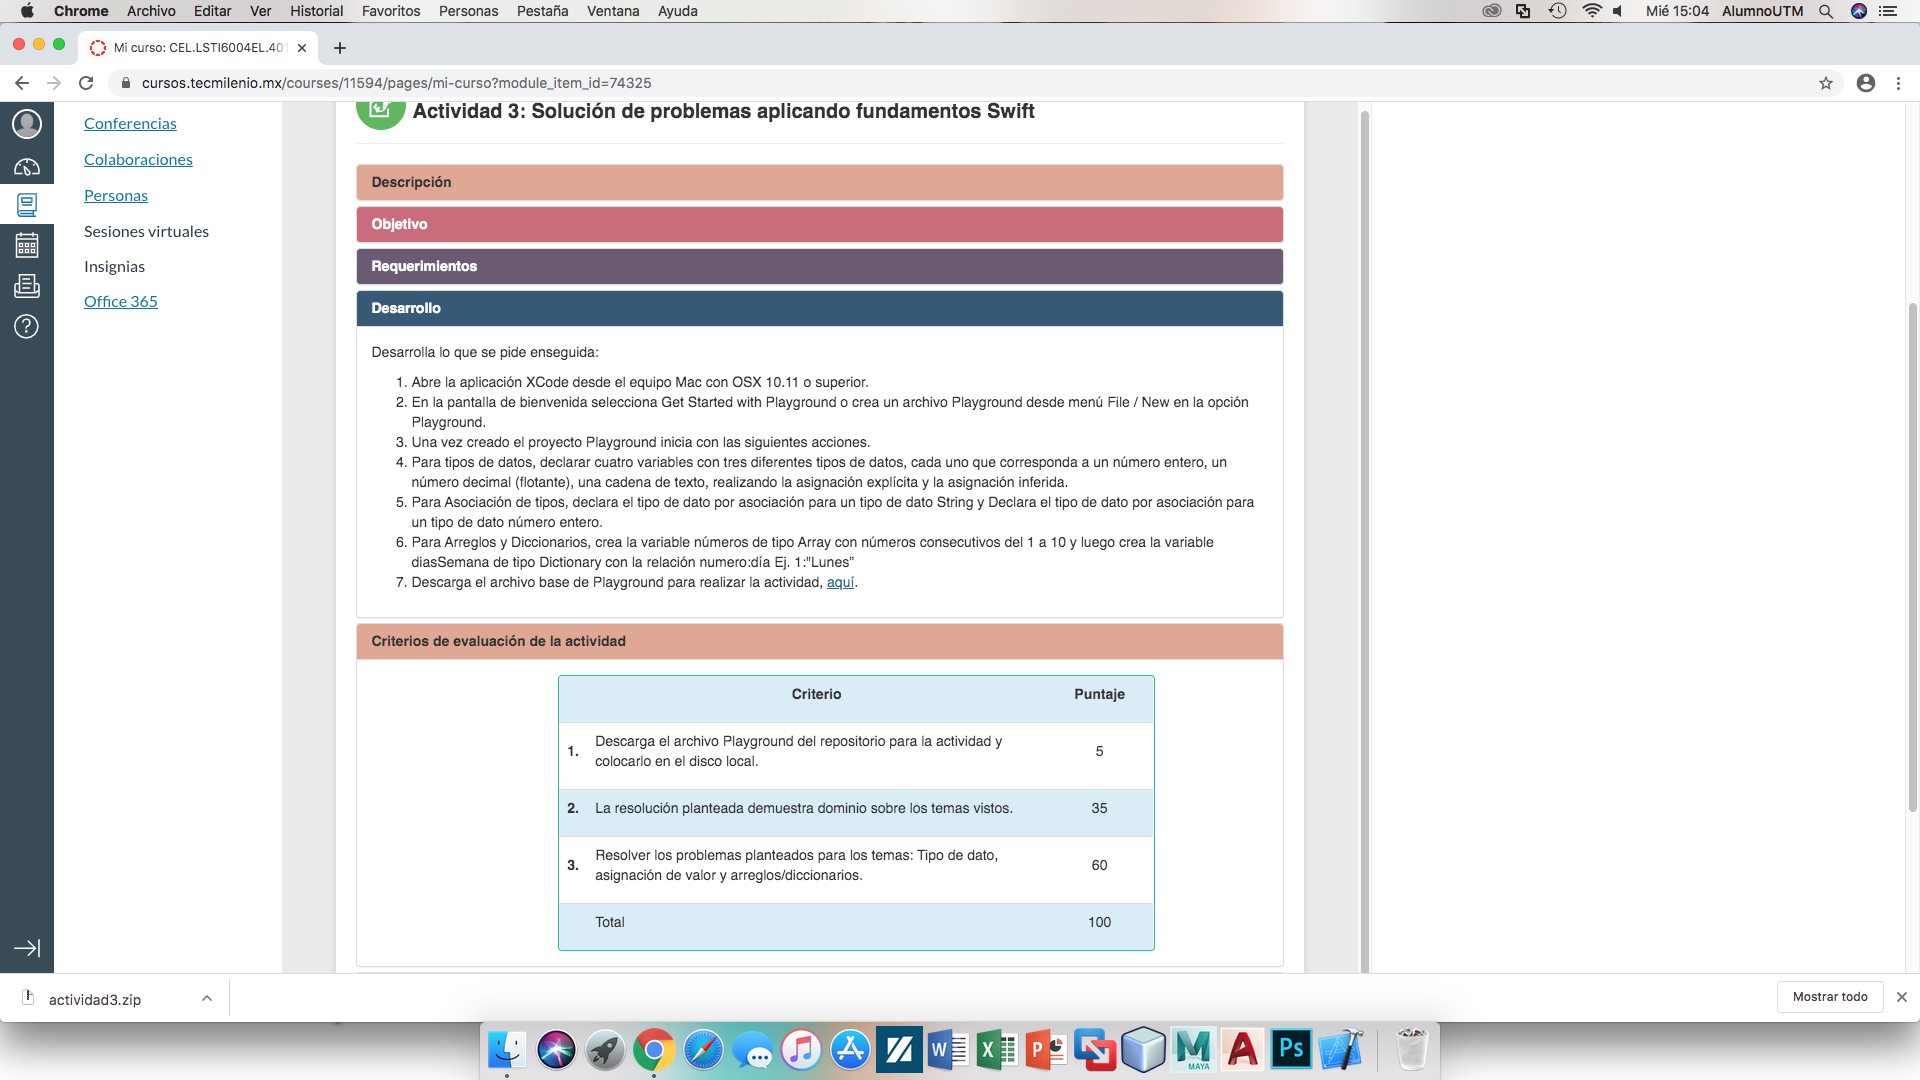 Chrome Archivo Editar Ver Historial Favoritos Personas Pestaña Ventana Ayuda Mié 15:04 AlumnoUTM
Mi curso: CEL.LSTI6004EL.401
cursos.tecmilenio.mx/courses/11594/pages/mi-curso?module_item_id=74325
Conferencias
Colaboraciones
Personas
Sesiones virtuales
Insignias
Office 365
Actividad 3: Solución de problemas aplicando fundamentos Swift
Descripción
Objetivo
Requerimientos
Desarrollo
Desarrolla lo que se pide enseguida:
1. Abre la aplicación XCode desde el equipo Mac con OSX 10.11 o superior.
2. En la pantalla de bienvenida selecciona Get Started with Playground o crea un archivo Playground desde menú File / New en la opción
Playground.
3. Una vez creado el proyecto Playground inicia con las siguientes acciones.
4. Para tipos de datos, declarar cuatro variables con tres diferentes tipos de datos, cada uno que corresponda a un número entero, un
número decimal (flotante), una cadena de texto, realizando la asignación explícita y la asignación inferida.
5. Para Asociación de tipos, declara el tipo de dato por asociación para un tipo de dato String y Declara el tipo de dato por asociación para
un tipo de dato número entero.
6. Para Arreglos y Diccionarios, crea la variable números de tipo Array con números consecutivos del 1 a 10 y luego crea la variable
diasSemana de tipo Dictionary con la relación numero:día Ej. 1:"Lunes”
7. Descarga el archivo base de Playground para realizar la actividad, aquí.
Criterios de evaluación de la actividad
Criterio Puntaje
1. Descarga el archivo Playground del repositorio para la actividad y
colocarlo en el disco local. 5
2. La resolución planteada demuestra dominio sobre los temas vistos. 35
3. Resolver los problemas planteados para los temas: Tipo de dato,
asignación de valor y arreglos/diccionarios. 60
Total 100
actividad3.zip
Mostrar todo
W X P M MAYA A Ps